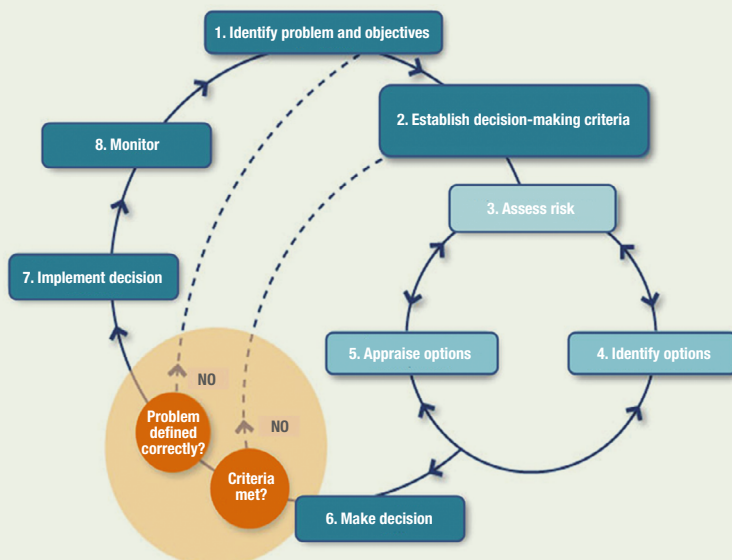 1. Identify problem and objectives
2. Establish decision-making criteria
8. Monitor
3. Assess risk
7. Implement decision
5. Appraise options
4. Identify options
NO
Problem
defined
correctly?
NO
Criteria
met?
6. Make decision